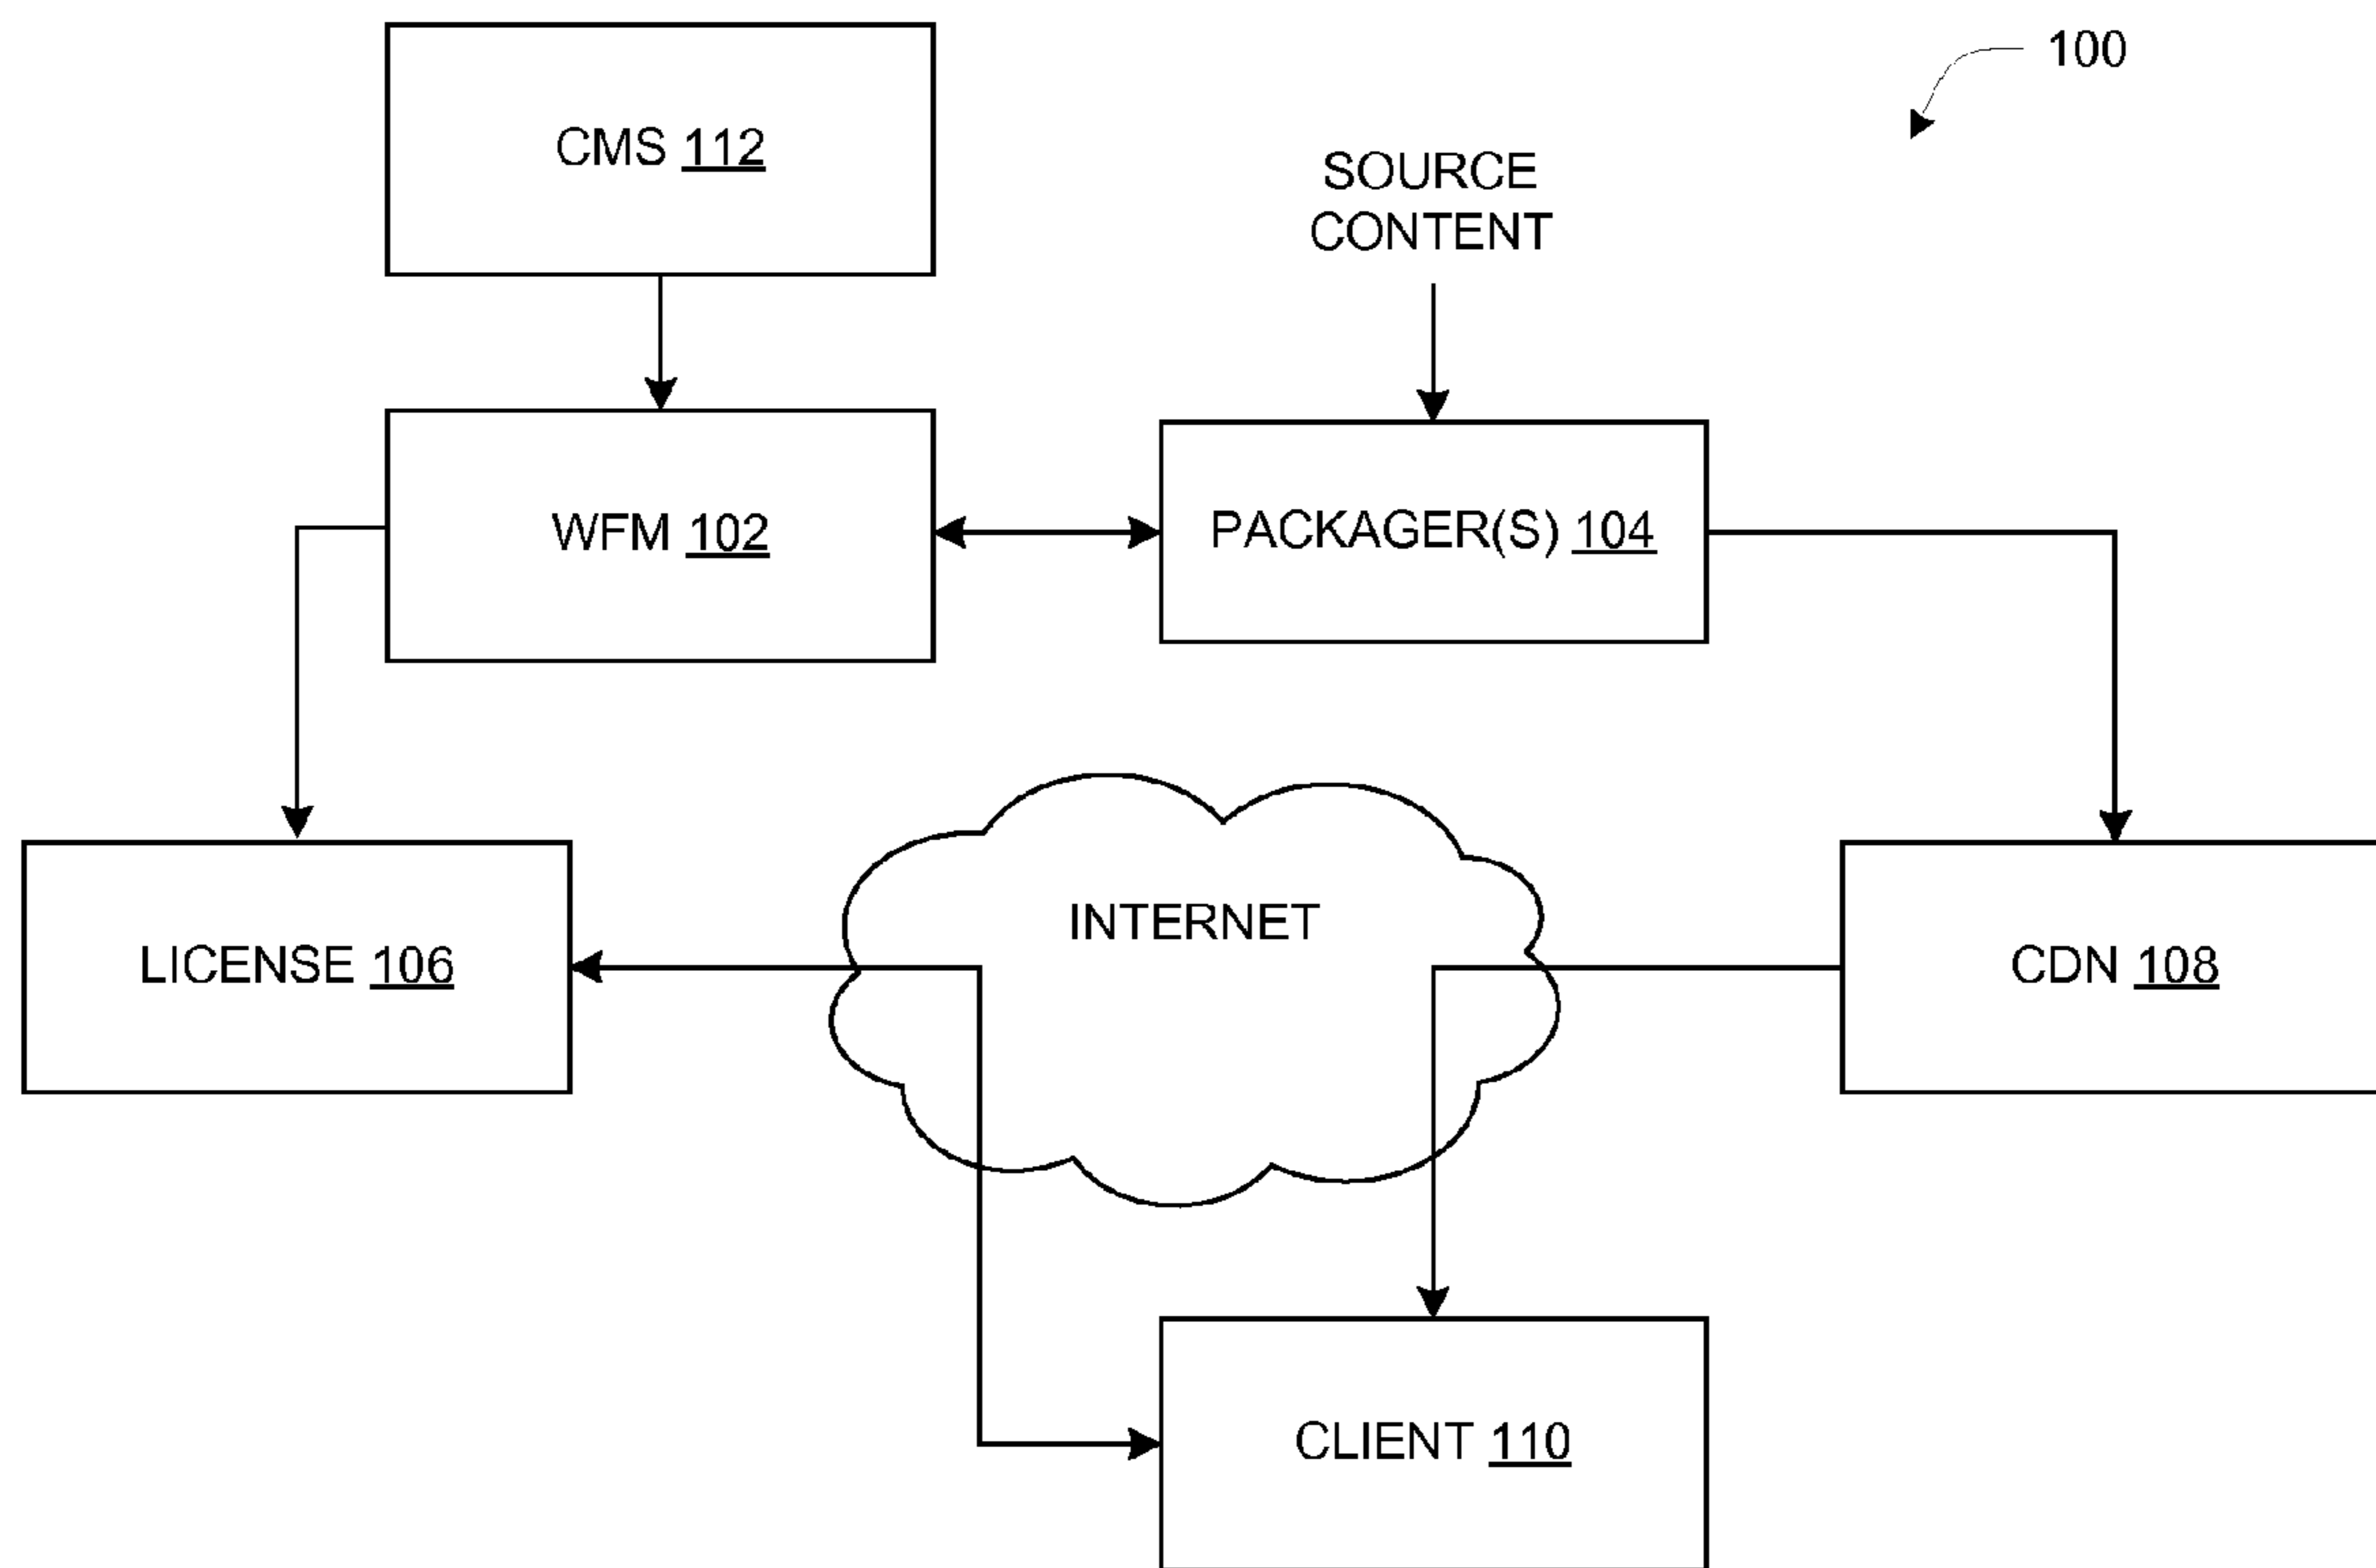 100
CMS 112
SOURCE
CONTENT
WFM 102
PACKAGER(S) 104
INTERNET
LICENSE 106
CDN 108
CLIENT 110